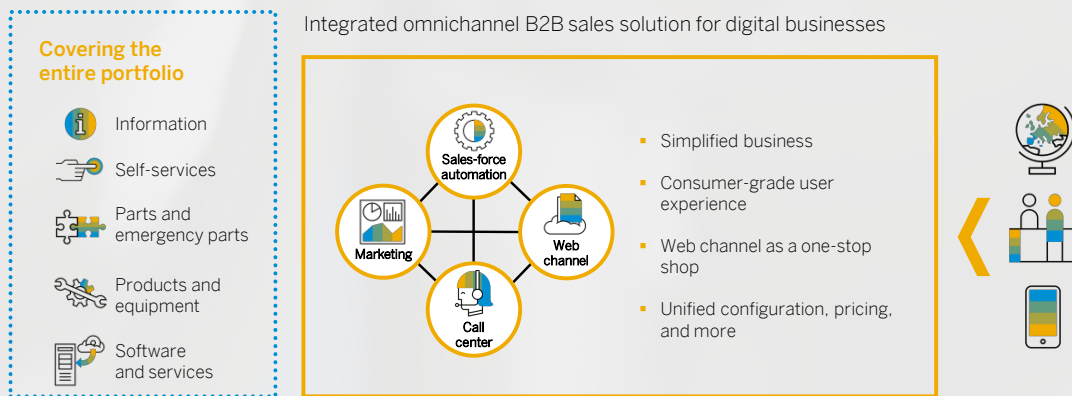 Integrated omnichannel B2B sales solution for digital businesses
Covering the
entire portfolio
Information
Self-services
Parts and
emergency parts
Products and
equipment
Software
and services
Sales-force
automation
Marketing
Web
channel
Call
center
▪ Simplified business
▪ Consumer-grade user
experience
▪ Web channel as a one-stop
shop
▪ Unified configuration, pricing,
and more